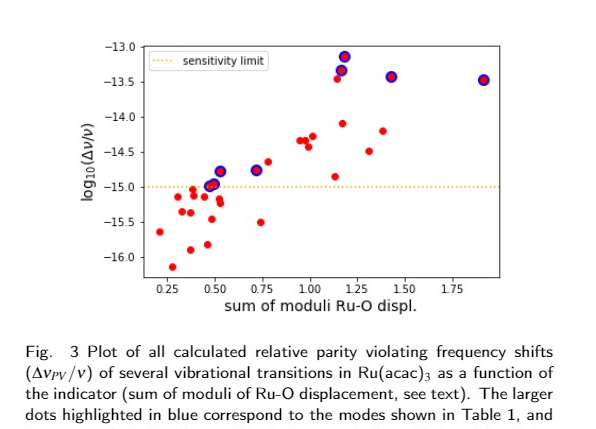 −13.0
sensitivity limit
−13.5
−14.0
−14.5
−15.0
−15.5
−16.0
log₁₀(Δν/ν)
0.25 0.50 0.75 1.00 1.25 1.50 1.75
sum of moduli Ru-O displ.
Fig. 3 Plot of all calculated relative parity violating frequency shifts
(Δν_PV/ν) of several vibrational transitions in Ru(acac)₃ as a function of
the indicator (sum of moduli of Ru-O displacement, see text). The larger
dots highlighted in blue correspond to the modes shown in Table 1, and